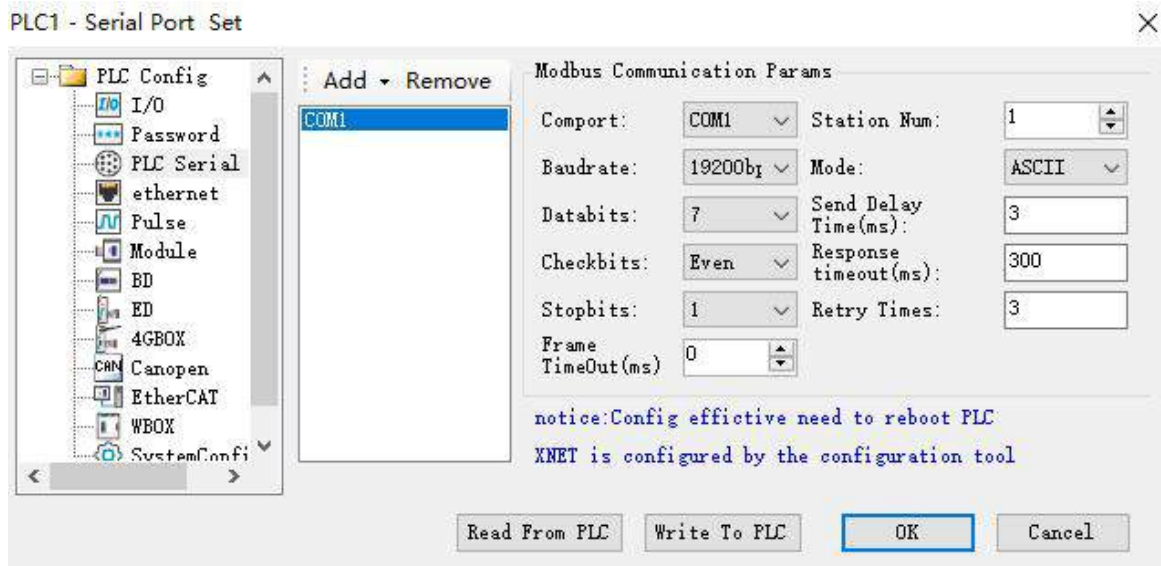 PLC1 - Serial Port Set
PLC Config
I/O
Password
PLC Serial
ethernet
Pulse
Module
BD
ED
4GBOX
Canopen
EtherCAT
WBOX
SystemConfi
Add Remove
COM1
Modbus Communication Params
Comport: COM1 Station Num: 1
Baudrate: 19200bp Mode: ASCII
Databits: 7 Send Delay Time(ms): 3
Checkbits: Even Response timeout(ms): 300
Stopbits: 1 Retry Times: 3
Frame TimeOut(ms) 0
notice:Config effictive need to reboot PLC
XNET is configured by the configuration tool
Read From PLC Write To PLC OK Cancel